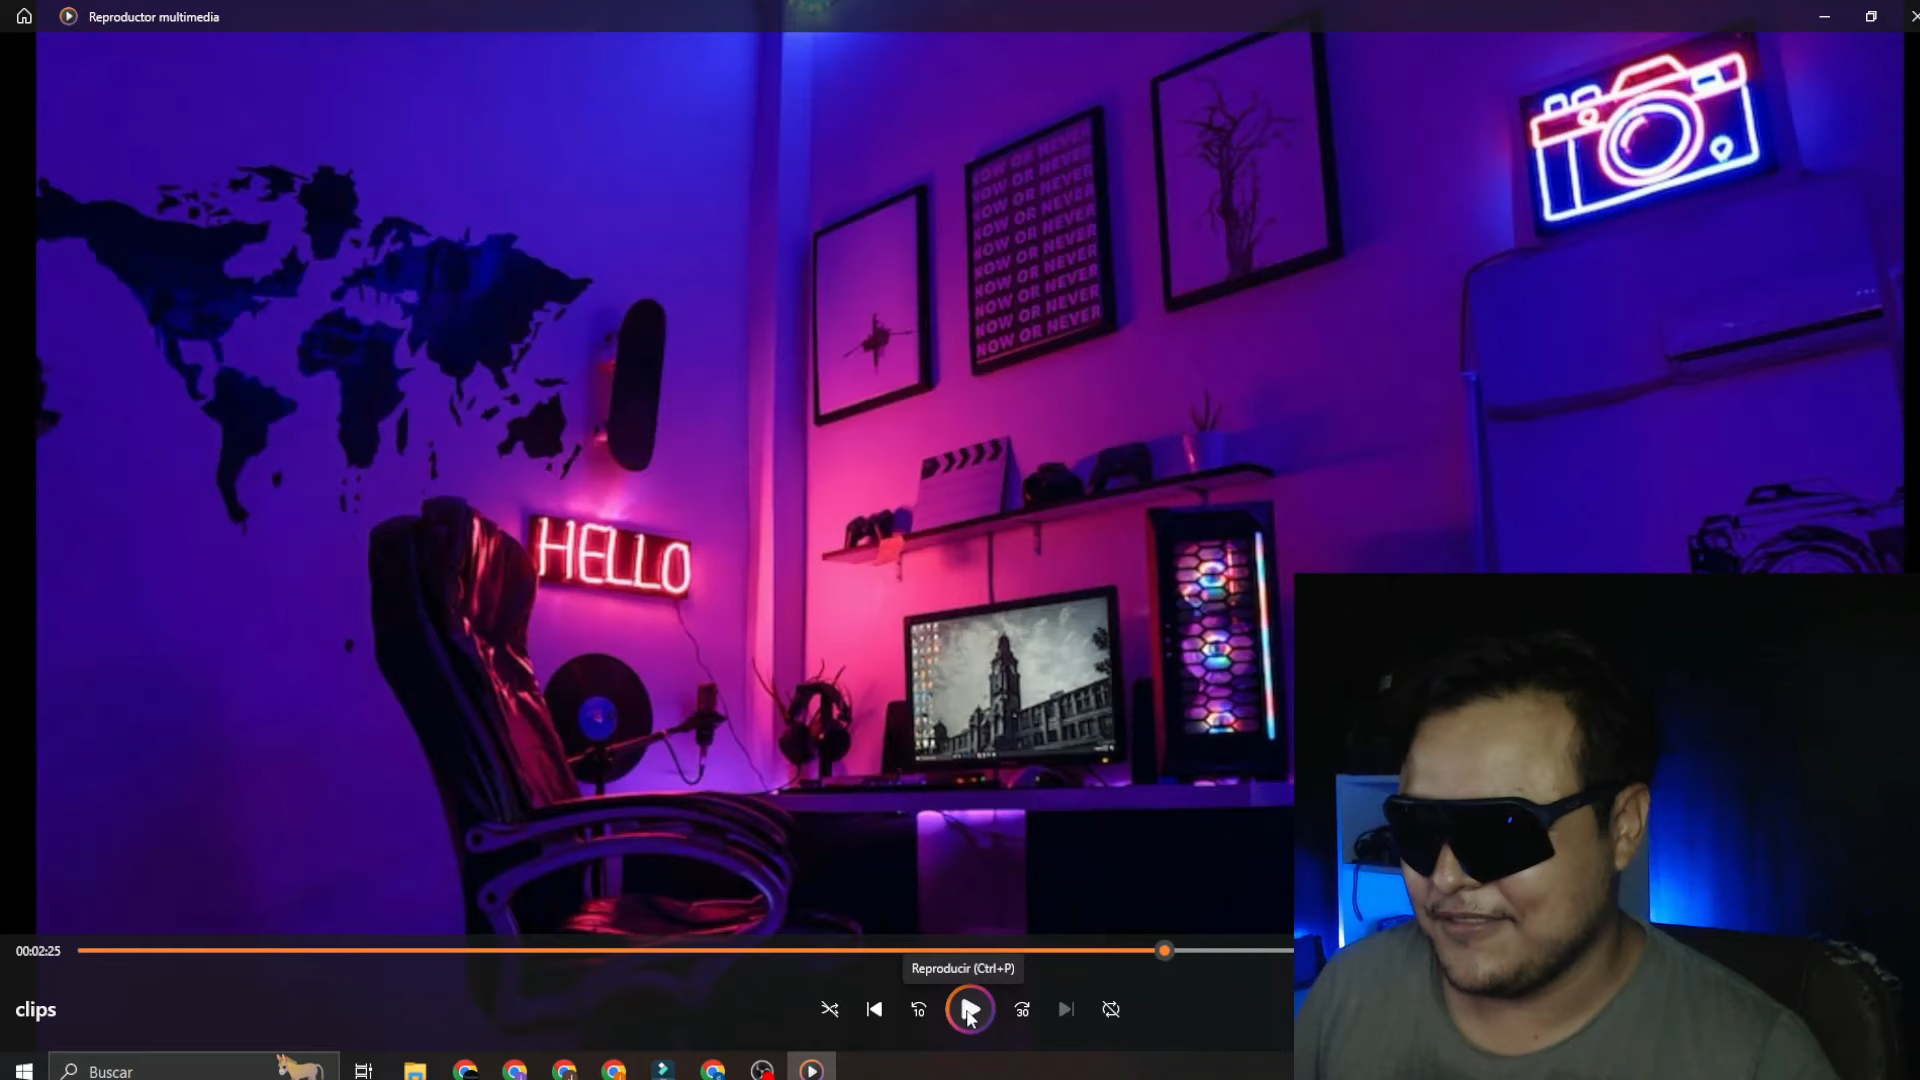 Reproductor multimedia
NOW OR NEVER
NOW OR NEVER
NOW OR NEVER
NOW OR NEVER
NOW OR NEVER
NOW OR NEVER
NOW OR NEVER
NOW OR NEVER
NOW OR NEVER
NOW OR NEVER
HELLO
00:02:25
Reproducir (Ctrl+P)
clips
10
30
Buscar